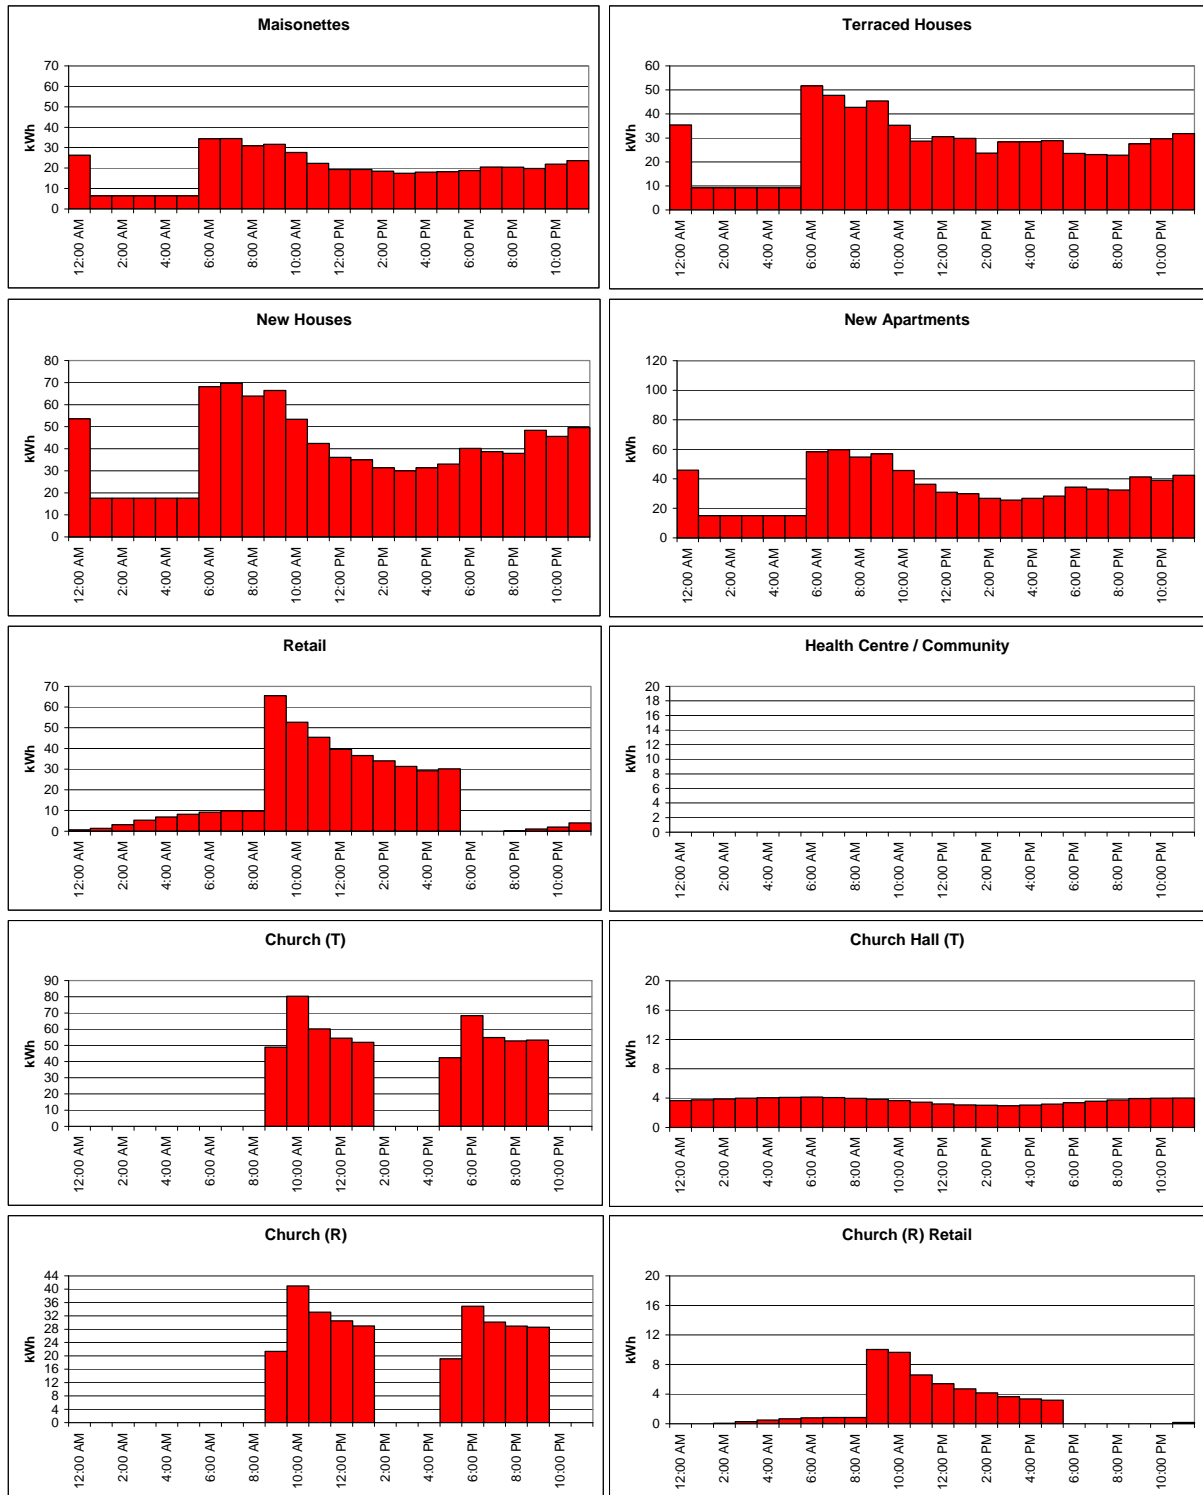 Maisonettes
70
60
50
40
30
20
10
0
kWh
12:00 AM
2:00 AM
4:00 AM
6:00 AM
8:00 AM
10:00 AM
12:00 PM
2:00 PM
4:00 PM
6:00 PM
8:00 PM
10:00 PM
Terraced Houses
60
50
40
30
20
10
0
kWh
12:00 AM
2:00 AM
4:00 AM
6:00 AM
8:00 AM
10:00 AM
12:00 PM
2:00 PM
4:00 PM
6:00 PM
8:00 PM
10:00 PM
New Houses
80
70
60
50
40
30
20
10
0
kWh
12:00 AM
2:00 AM
4:00 AM
6:00 AM
8:00 AM
10:00 AM
12:00 PM
2:00 PM
4:00 PM
6:00 PM
8:00 PM
10:00 PM
New Apartments
120
100
80
60
40
20
0
kWh
12:00 AM
2:00 AM
4:00 AM
6:00 AM
8:00 AM
10:00 AM
12:00 PM
2:00 PM
4:00 PM
6:00 PM
8:00 PM
10:00 PM
Retail
70
60
50
40
30
20
10
0
kWh
12:00 AM
2:00 AM
4:00 AM
6:00 AM
8:00 AM
10:00 AM
12:00 PM
2:00 PM
4:00 PM
6:00 PM
8:00 PM
10:00 PM
Health Centre / Community
20
18
16
14
12
10
8
6
4
2
0
kWh
12:00 AM
2:00 AM
4:00 AM
6:00 AM
8:00 AM
10:00 AM
12:00 PM
2:00 PM
4:00 PM
6:00 PM
8:00 PM
10:00 PM
Church (T)
90
80
70
60
50
40
30
20
10
0
kWh
12:00 AM
2:00 AM
4:00 AM
6:00 AM
8:00 AM
10:00 AM
12:00 PM
2:00 PM
4:00 PM
6:00 PM
8:00 PM
10:00 PM
Church Hall (T)
20
16
12
8
4
0
kWh
12:00 AM
2:00 AM
4:00 AM
6:00 AM
8:00 AM
10:00 AM
12:00 PM
2:00 PM
4:00 PM
6:00 PM
8:00 PM
10:00 PM
Church (R)
44
40
36
32
28
24
20
16
12
8
4
0
kWh
12:00 AM
2:00 AM
4:00 AM
6:00 AM
8:00 AM
10:00 AM
12:00 PM
2:00 PM
4:00 PM
6:00 PM
8:00 PM
10:00 PM
Church (R) Retail
20
16
12
8
4
0
kWh
12:00 AM
2:00 AM
4:00 AM
6:00 AM
8:00 AM
10:00 AM
12:00 PM
2:00 PM
4:00 PM
6:00 PM
8:00 PM
10:00 PM